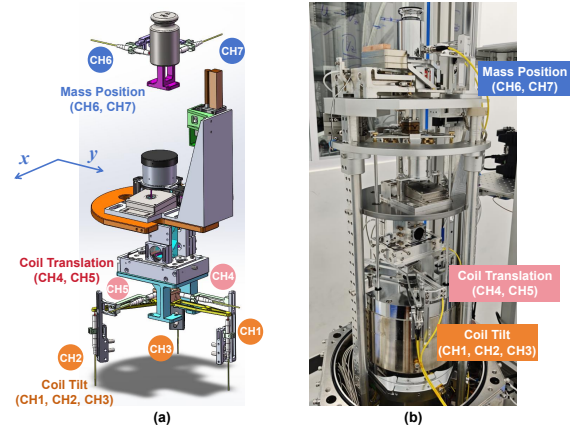 CH6
CH7
Mass Position
(CH6, CH7)
x
y
Coil Translation
(CH4, CH5)
CH5
CH4
CH1
CH2
CH3
Coil Tilt
(CH1, CH2, CH3)
(a)
Mass Position
(CH6, CH7)
Coil Translation
(CH4, CH5)
Coil Tilt
(CH1, CH2, CH3)
(b)